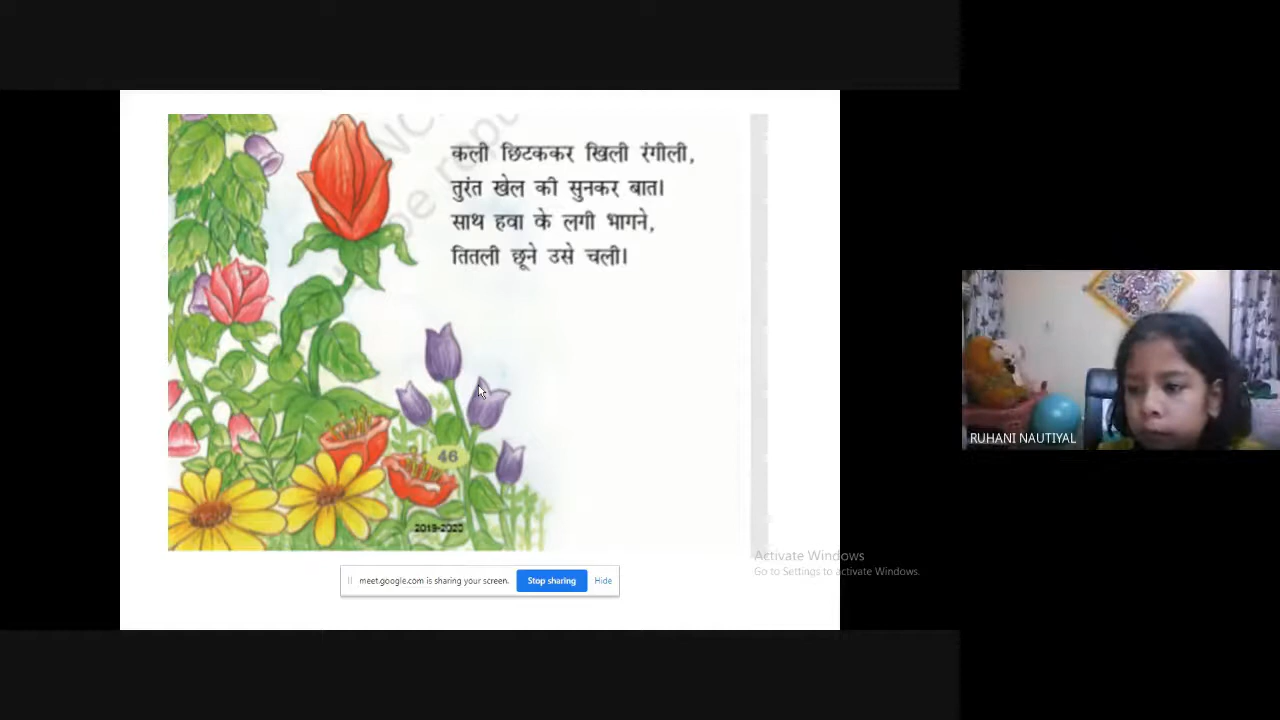 कली छिटककर खिली रंगीली,
तुरंत खेल की सुनकर बात।
साथ हवा के लगी भागने,
तितली छूने उसे चली।
46
2019-2020
meet.google.com is sharing your screen.
Stop sharing
Hide
Activate Windows
Go to Settings to activate Windows.
RUHANI NAUTIYAL